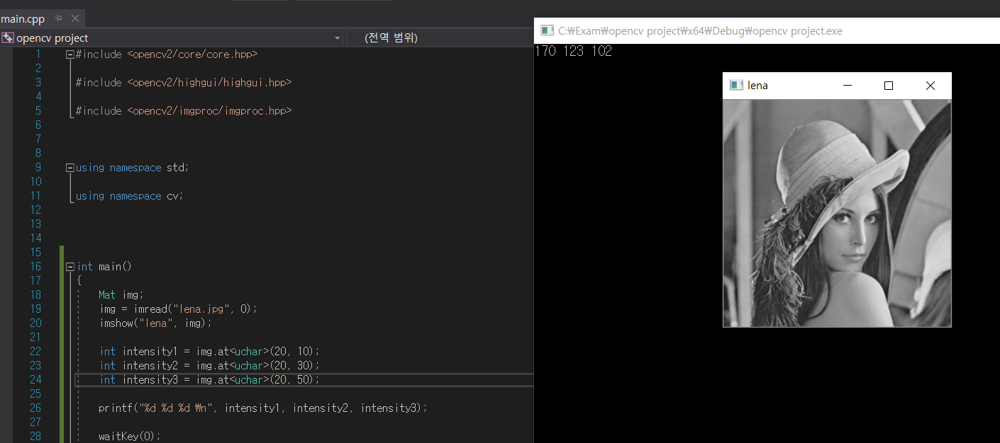 main.cpp
opencv project
(전역 범위)
1 #include <opencv2/core/core.hpp>
2
3 #include <opencv2/highgui/highgui.hpp>
4
5 #include <opencv2/imgproc/imgproc.hpp>
6
7
8
9 using namespace std;
10
11 using namespace cv;
12
13
14
15
16 int main()
17 {
18 Mat img;
19 img = imread("lena.jpg", 0);
20 imshow("lena", img);
21
22 int intensity1 = img.at<uchar>(20, 10);
23 int intensity2 = img.at<uchar>(20, 30);
24 int intensity3 = img.at<uchar>(20, 50);
25
26 printf("%d %d %d ₩n", intensity1, intensity2, intensity3);
27
28 waitKey(0);
C:₩Exam₩opencv project₩x64₩Debug₩opencv project.exe
170 123 102
lena